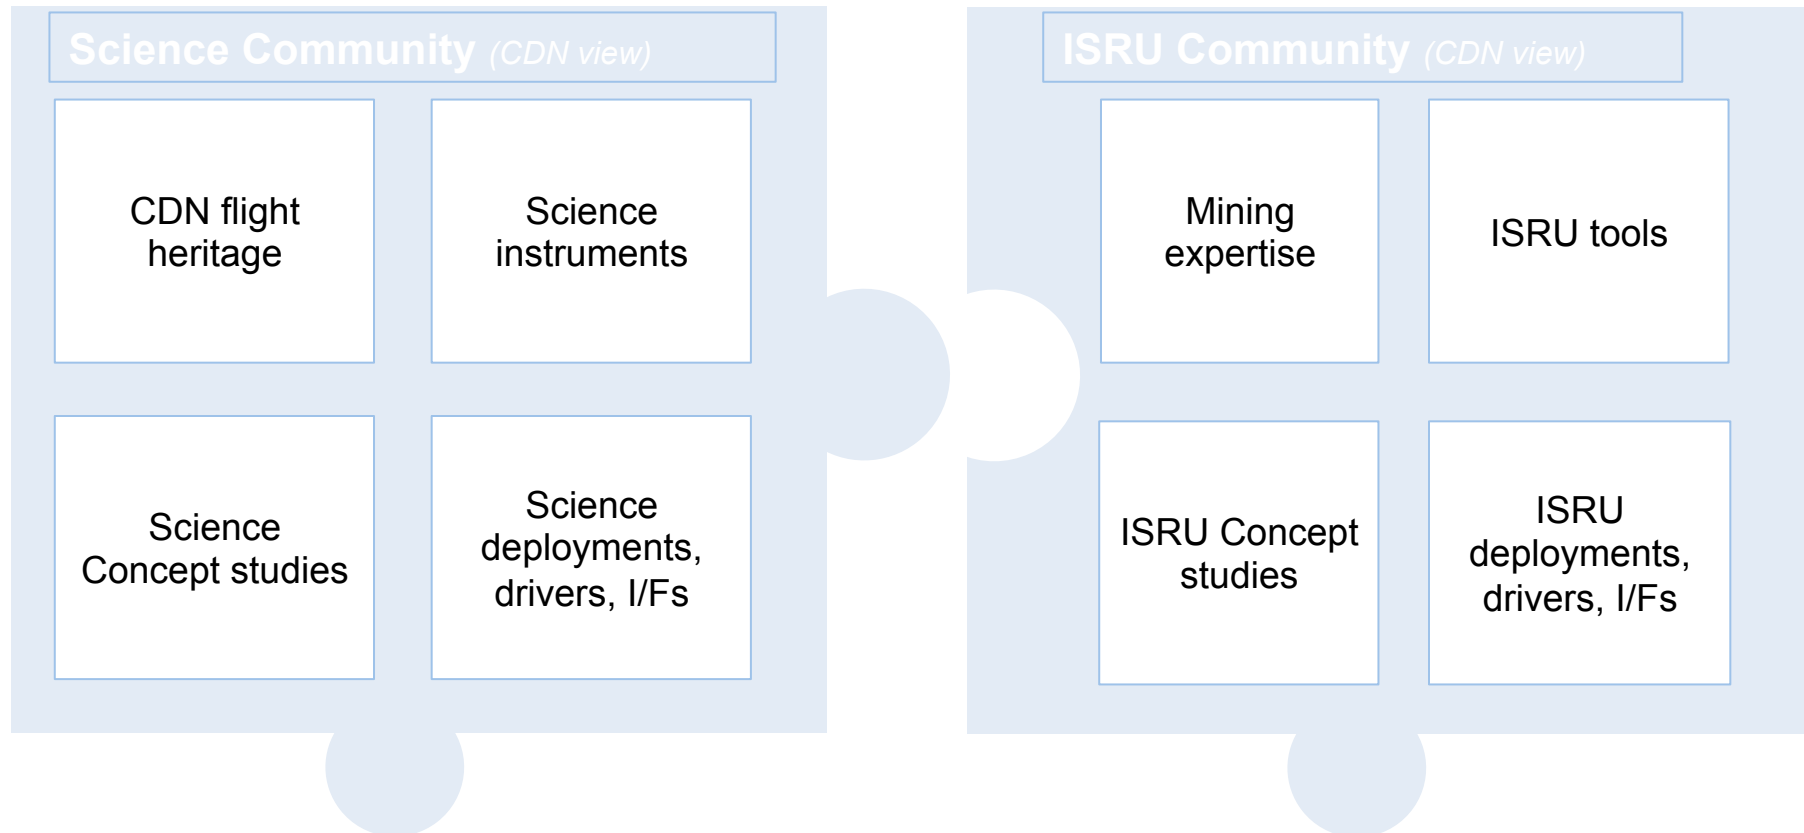 Science Community (CDN view)
CDN flight
heritage
Science
instruments
Science
Concept studies
Science
deployments,
drivers, I/Fs
ISRU Community (CDN view)
Mining
expertise
ISRU tools
ISRU Concept
studies
ISRU
deployments,
drivers, I/Fs